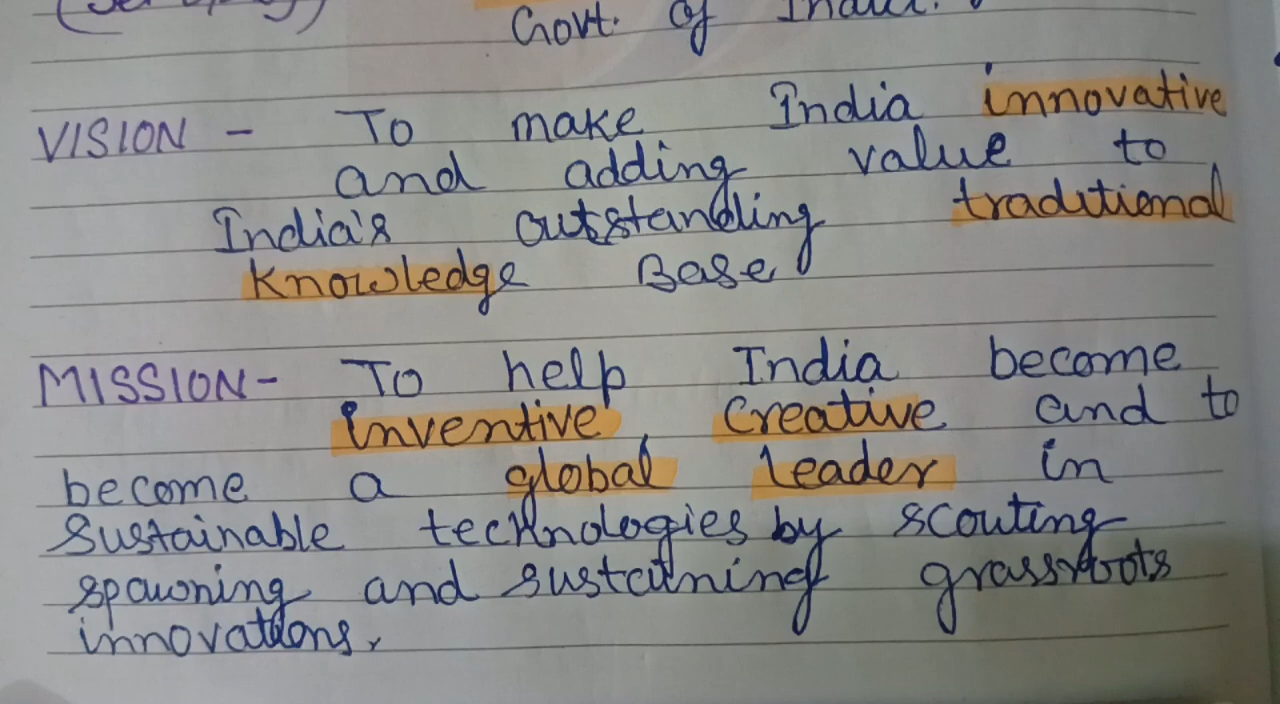 Govt. of India.
VISION - To make India innovative
and adding value to
India's outstanding traditional
Knowledge Base
MISSION- To help India become
inventive, creative and to
become a global leader in
sustainable technologies by scouting
spawning and sustaining grassroots
innovations.